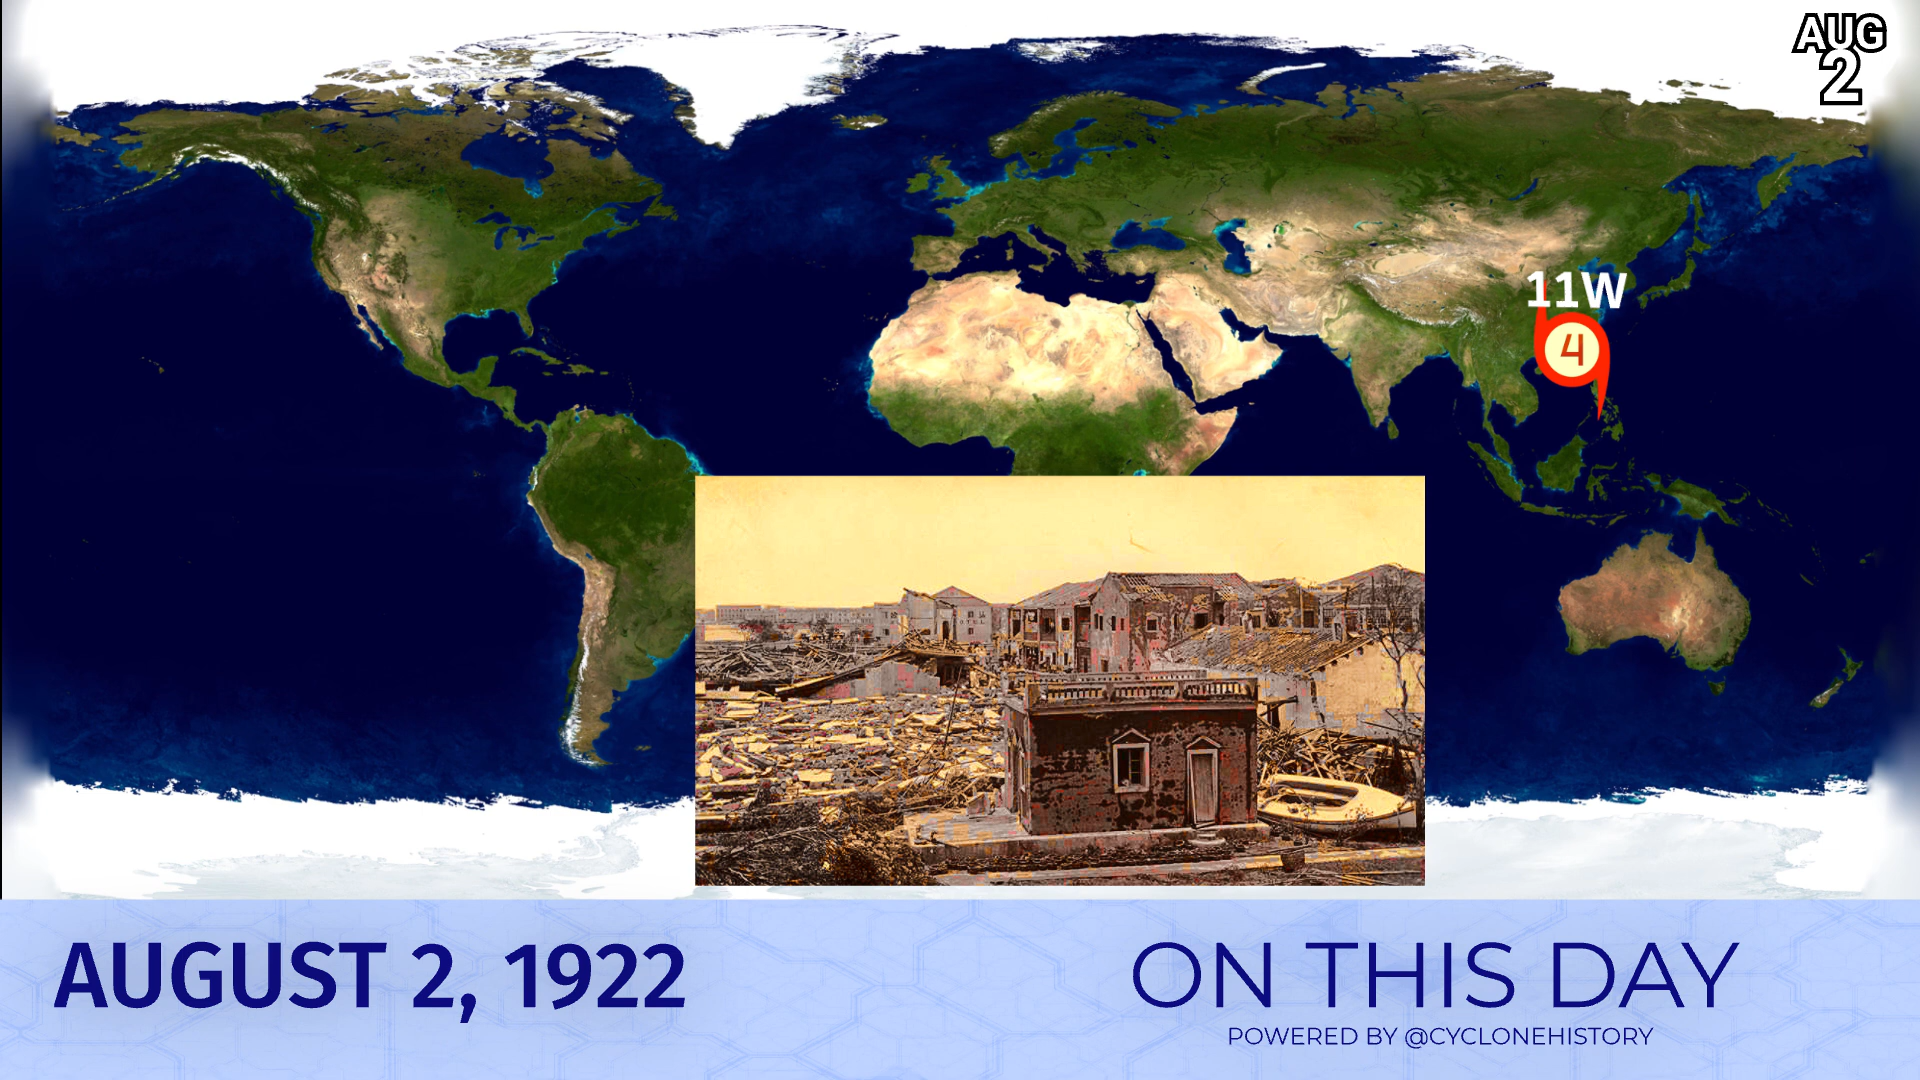 AUG
2
11W
4
AUGUST 2, 1922
ON THIS DAY
POWERED BY @CYCLONEHISTORY